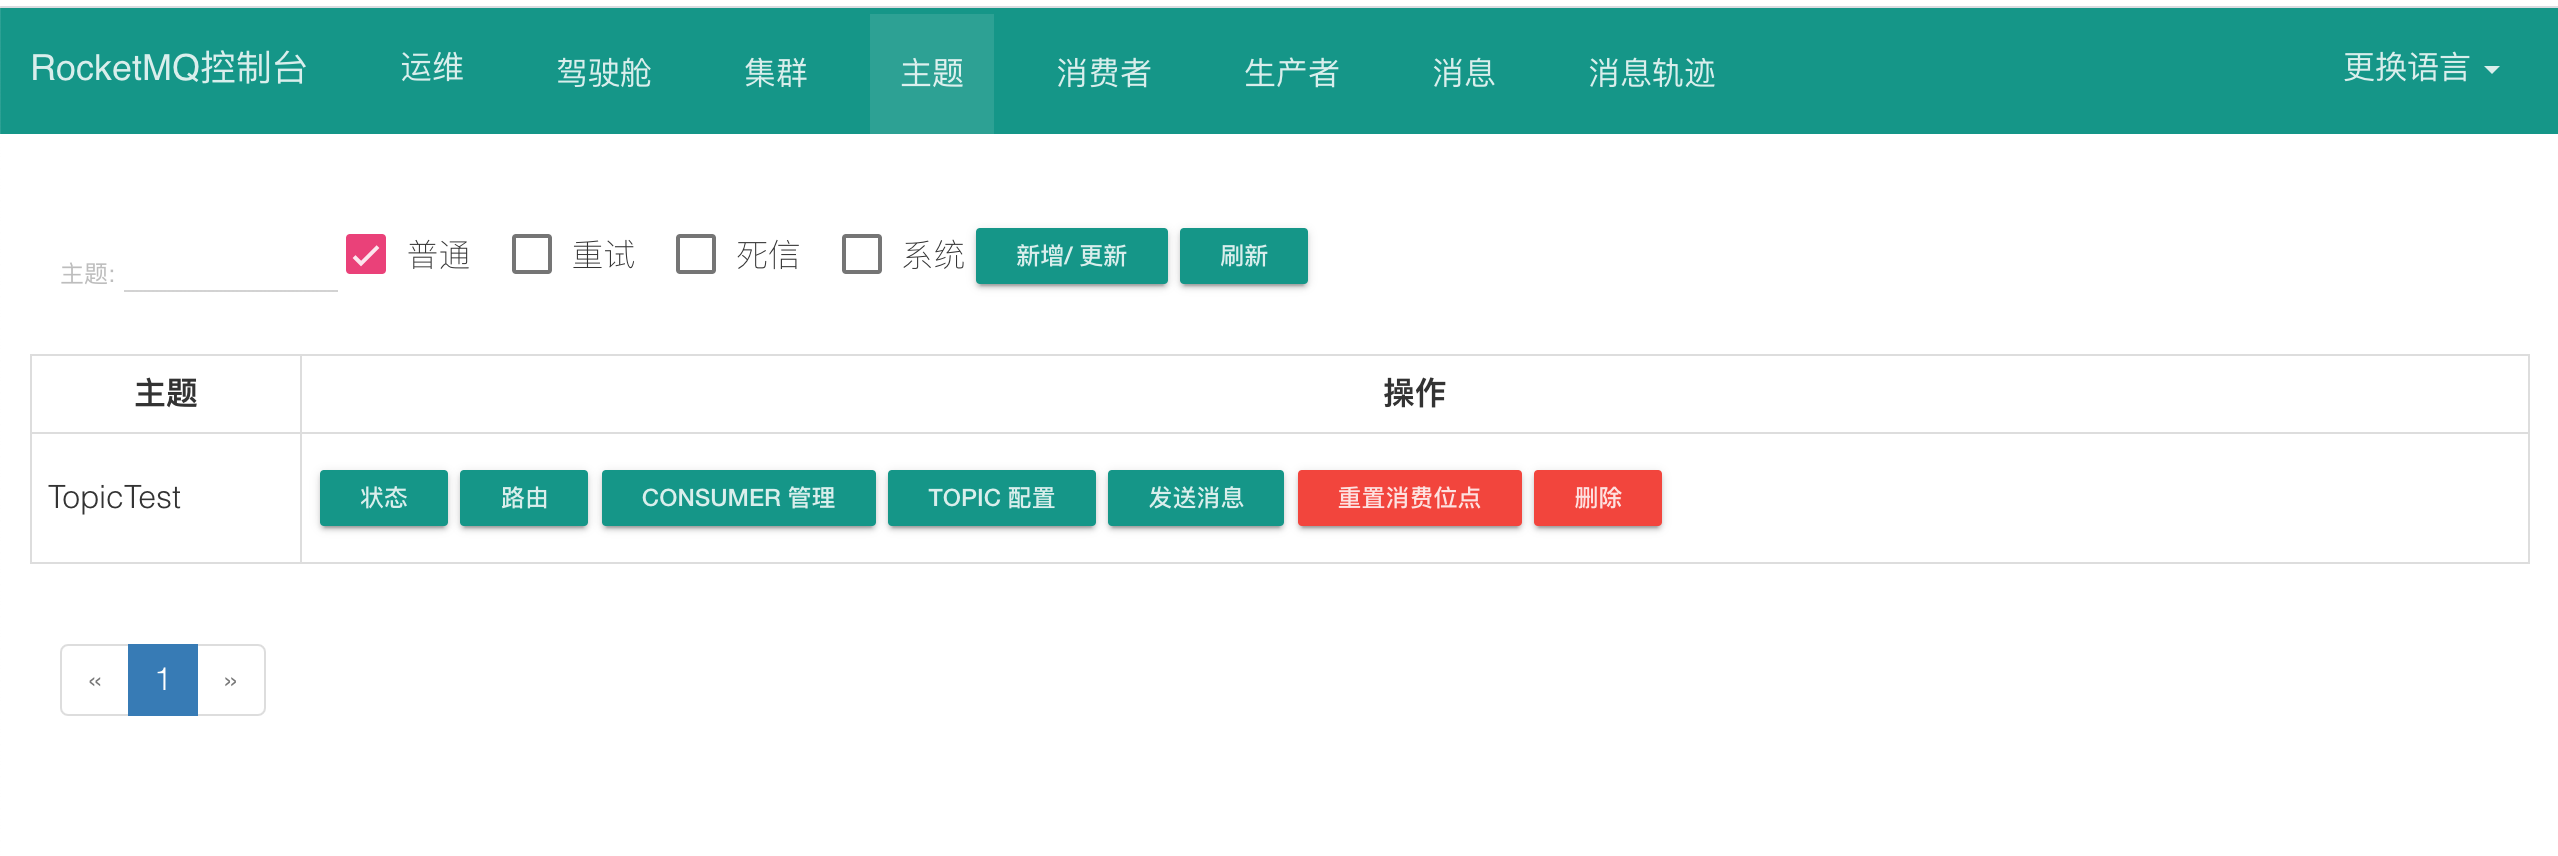 RocketMQ控制台 运维 驾驶舱 集群 主题 消费者 生产者 消息 消息轨迹 更换语言
主题: 普通 重试 死信 系统 新增/ 更新 刷新
主题 操作
TopicTest 状态 路由 CONSUMER 管理 TOPIC 配置 发送消息 重置消费位点 删除
« 1 »